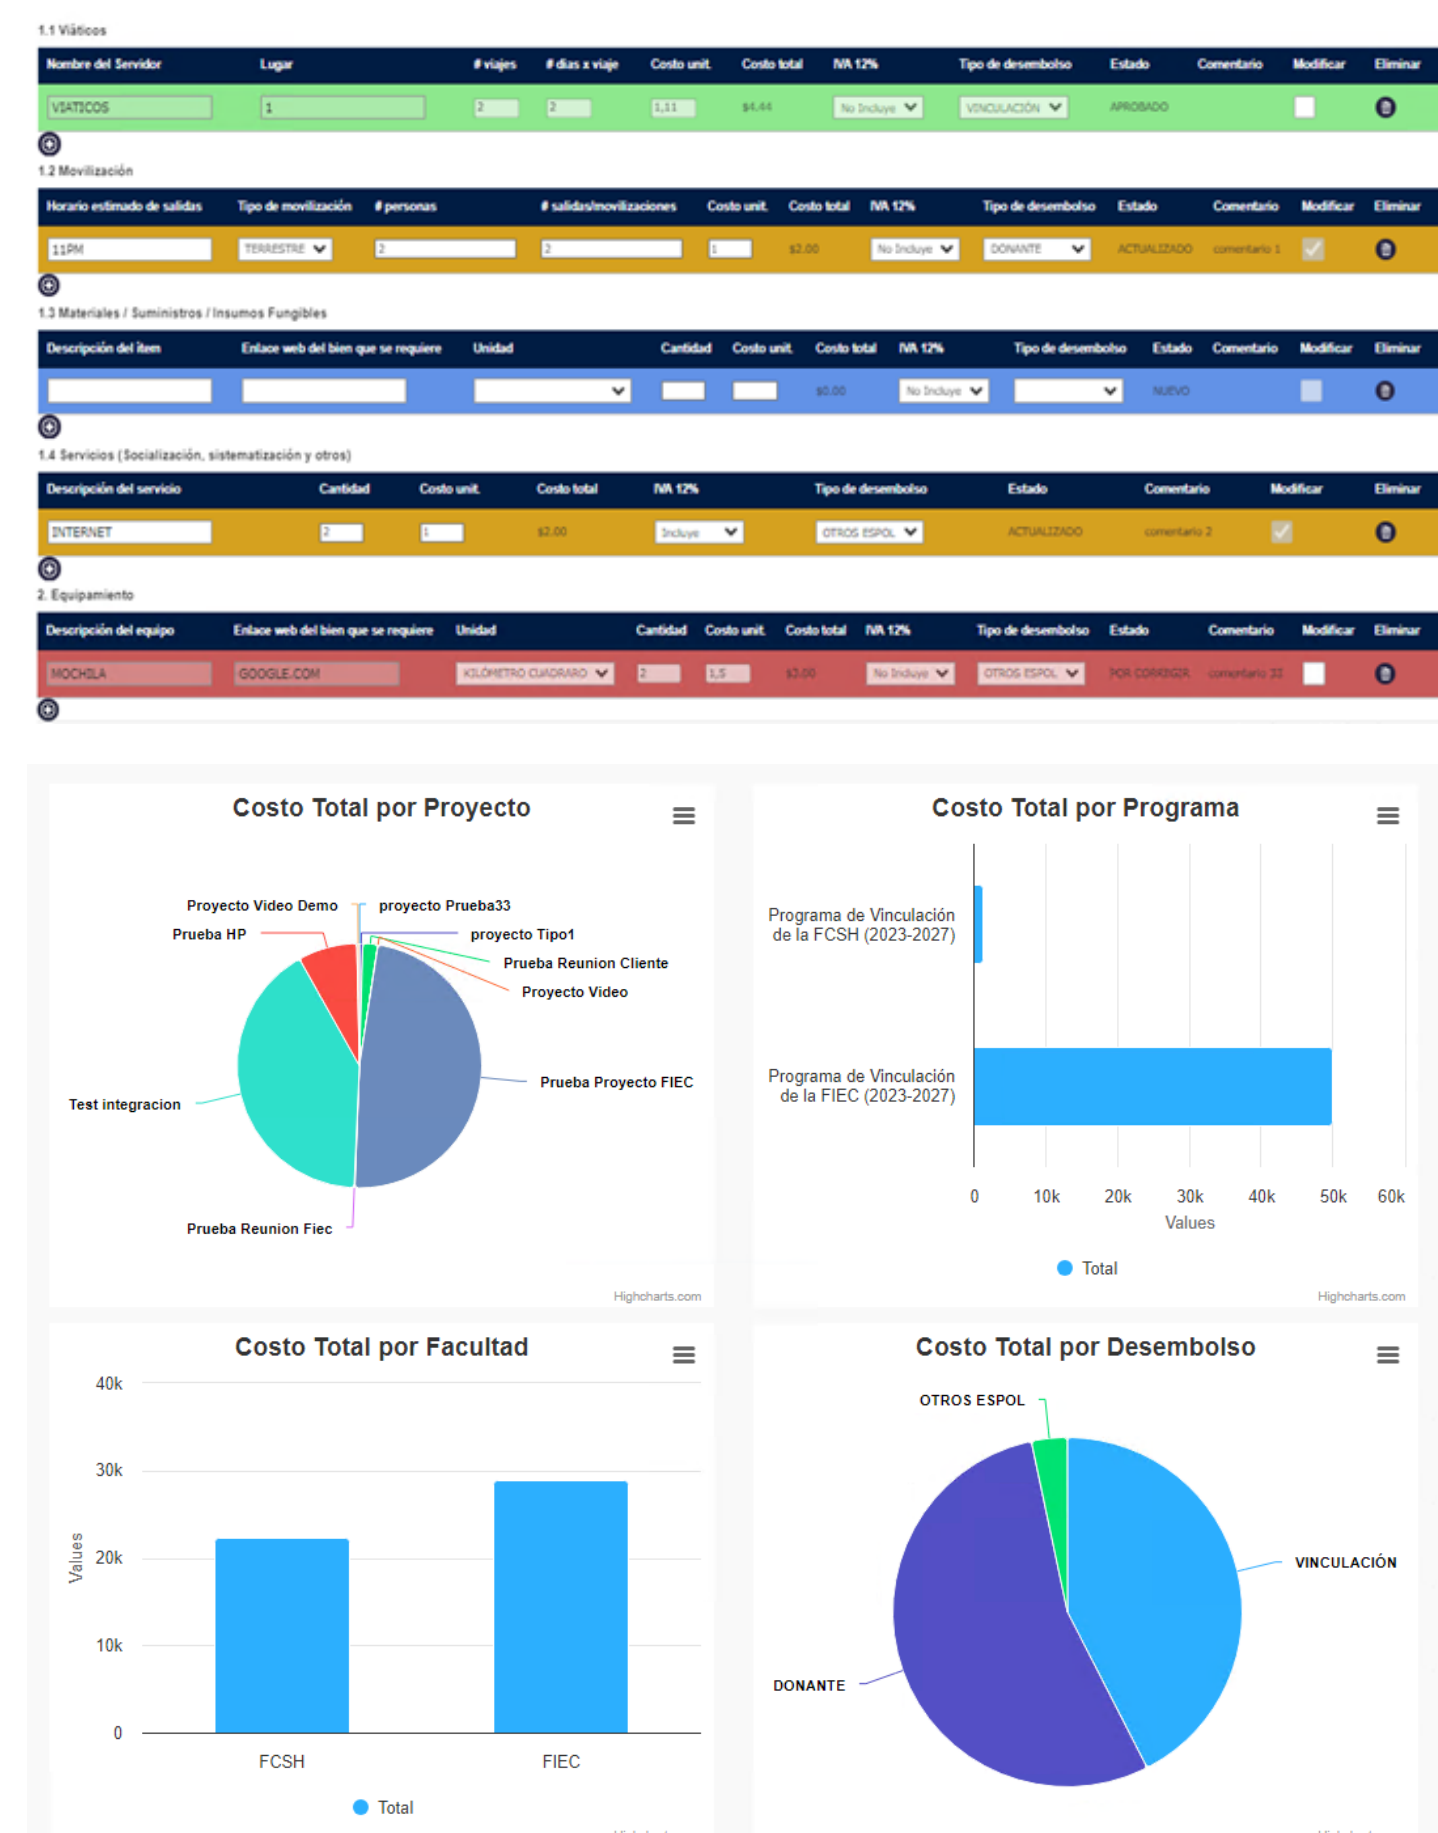 1.1 Viáticos
Nombre del Servidor Lugar # viajes # dias x viaje Costo unit. Costo total IVA 12% Tipo de desembolso Estado Comentario Modificar Eliminar
VIATICOS 1 2 2 1,11 $4.44 No Incluye VINCULACIÓN APROBADO
1.2 Movilización
Horario estimado de salidas Tipo de movilización # personas # salidas/movilizaciones Costo unit. Costo total IVA 12% Tipo de desembolso Estado Comentario Modificar Eliminar
11PM TERRESTRE 2 2 1 $2.00 No Incluye DONANTE ACTUALIZADO comentario 1
1.3 Materiales / Suministros / Insumos Fungibles
Descripción del ítem Enlace web del bien que se requiere Unidad Cantidad Costo unit. Costo total IVA 12% Tipo de desembolso Estado Comentario Modificar Eliminar
$0.00 No Incluye NUEVO
1.4 Servicios (Socialización, sistematización y otros)
Descripción del servicio Cantidad Costo unit. Costo total IVA 12% Tipo de desembolso Estado Comentario Modificar Eliminar
INTERNET 2 1 $2.00 Incluye OTROS ESPOL ACTUALIZADO comentario 2
2. Equipamiento
Descripción del equipo Enlace web del bien que se requiere Unidad Cantidad Costo unit. Costo total IVA 12% Tipo de desembolso Estado Comentario Modificar Eliminar
MOCHILA GOOGLE.COM KILÓMETRO CUADRARO 2 1,5 $3.00 No Incluye OTROS ESPOL POR CORREGIR comentario 33
Costo Total por Proyecto
Proyecto Video Demo
proyecto Prueba33
Prueba HP
proyecto Tipo1
Prueba Reunion Cliente
Proyecto Video
Prueba Proyecto FIEC
Test integracion
Prueba Reunion Fiec
Highcharts.com
Costo Total por Programa
Programa de Vinculación
de la FCSH (2023-2027)
Programa de Vinculación
de la FIEC (2023-2027)
0 10k 20k 30k 40k 50k 60k
Values
Total
Highcharts.com
Costo Total por Facultad
40k
30k
20k
10k
0
Values
FCSH FIEC
Total
Costo Total por Desembolso
OTROS ESPOL
VINCULACIÓN
DONANTE